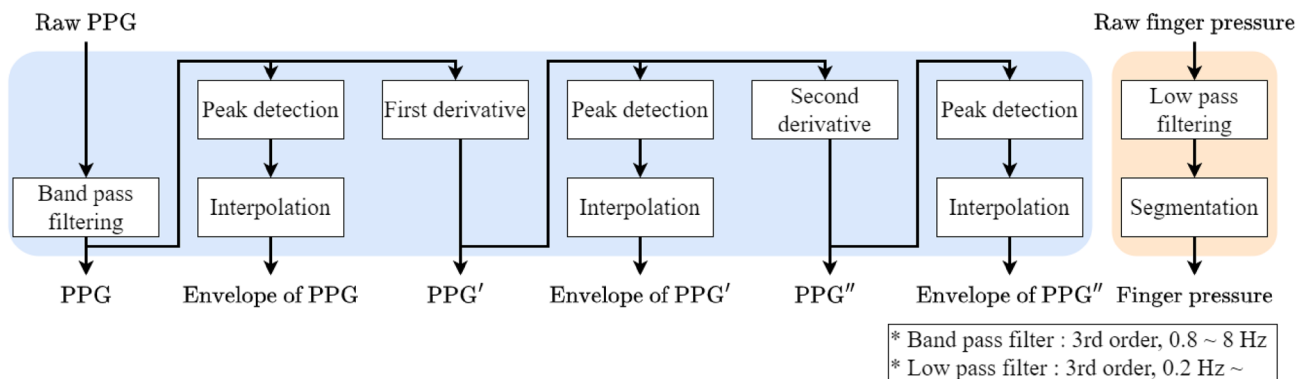 Raw PPG
Raw finger pressure
Peak detection
First derivative
Peak detection
Second
derivative
Peak detection
Low pass
filtering
Band pass
filtering
Interpolation
Interpolation
Interpolation
Segmentation
PPG
Envelope of PPG
PPG′
Envelope of PPG′
PPG″
Envelope of PPG″
Finger pressure
* Band pass filter : 3rd order, 0.8 ~ 8 Hz
* Low pass filter : 3rd order, 0.2 Hz ~